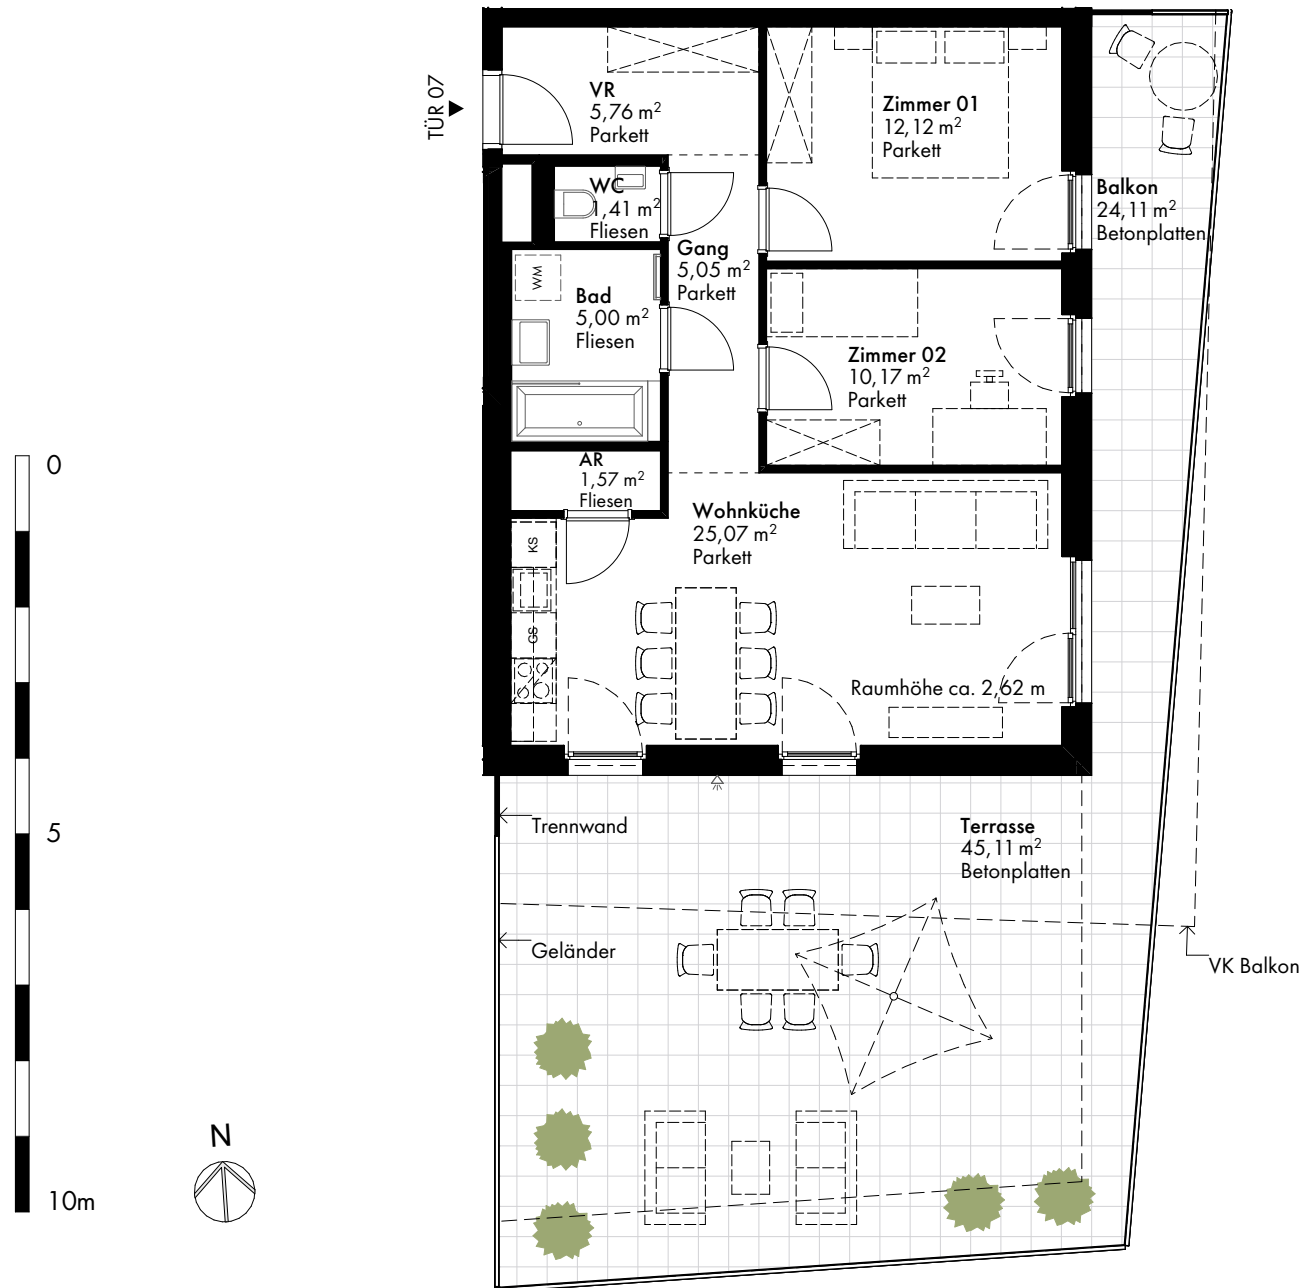 TÜR 07
VR
5,76 m²
Parkett
Zimmer 01
12,12 m²
Parkett
WC
1,41 m²
Fliesen
Balkon
24,11 m²
Betonplatten
Gang
5,05 m²
Parkett
WM
Bad
5,00 m²
Fliesen
Zimmer 02
10,17 m²
Parkett
AR
1,57 m²
Fliesen
Wohnküche
25,07 m²
Parkett
KS
GS
Raumhöhe ca. 2,62 m
0
5
10m
Trennwand
Terrasse
45,11 m²
Betonplatten
Geländer
VK Balkon
N